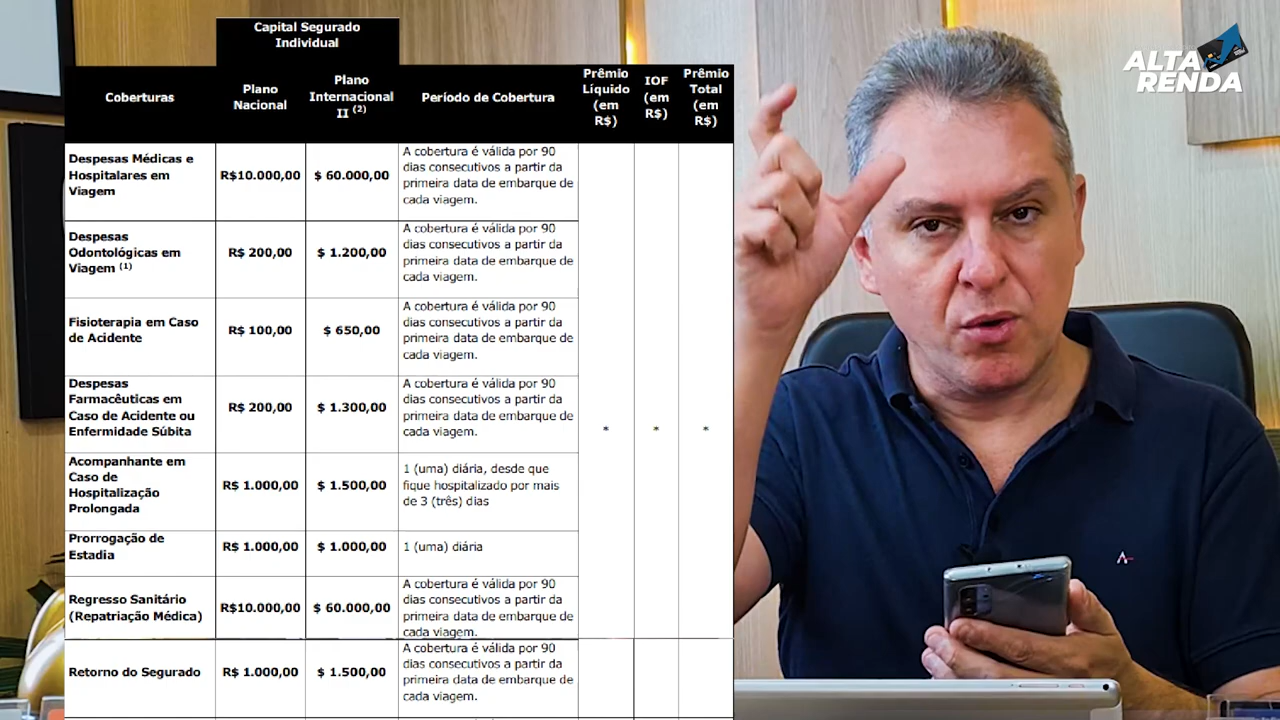 Capital Segurado
Individual
Coberturas
Plano
Nacional
Plano
Internacional
II (2)
Período de Cobertura
Prêmio
Líquido
(em
R$)
IOF
(em
R$)
Prêmio
Total
(em
R$)
Despesas Médicas e
Hospitalares em
Viagem
R$10.000,00
$ 60.000,00
A cobertura é válida por 90
dias consecutivos a partir da
primeira data de embarque de
cada viagem.
Despesas
Odontológicas em
Viagem (1)
R$ 200,00
$ 1.200,00
A cobertura é válida por 90
dias consecutivos a partir da
primeira data de embarque de
cada viagem.
Fisioterapia em Caso
de Acidente
R$ 100,00
$ 650,00
A cobertura é válida por 90
dias consecutivos a partir da
primeira data de embarque de
cada viagem.
Despesas
Farmacêuticas em
Caso de Acidente ou
Enfermidade Súbita
R$ 200,00
$ 1.300,00
A cobertura é válida por 90
dias consecutivos a partir da
primeira data de embarque de
cada viagem.
* * *
Acompanhante em
Caso de
Hospitalização
Prolongada
R$ 1.000,00
$ 1.500,00
1 (uma) diária, desde que
fique hospitalizado por mais
de 3 (três) dias
Prorrogação de
Estadia
R$ 1.000,00
$ 1.000,00
1 (uma) diária
Regresso Sanitário
(Repatriação Médica)
R$10.000,00
$ 60.000,00
A cobertura é válida por 90
dias consecutivos a partir da
primeira data de embarque de
cada viagem.
Retorno do Segurado
R$ 1.000,00
$ 1.500,00
A cobertura é válida por 90
dias consecutivos a partir da
primeira data de embarque de
cada viagem.
ALTA
RENDA